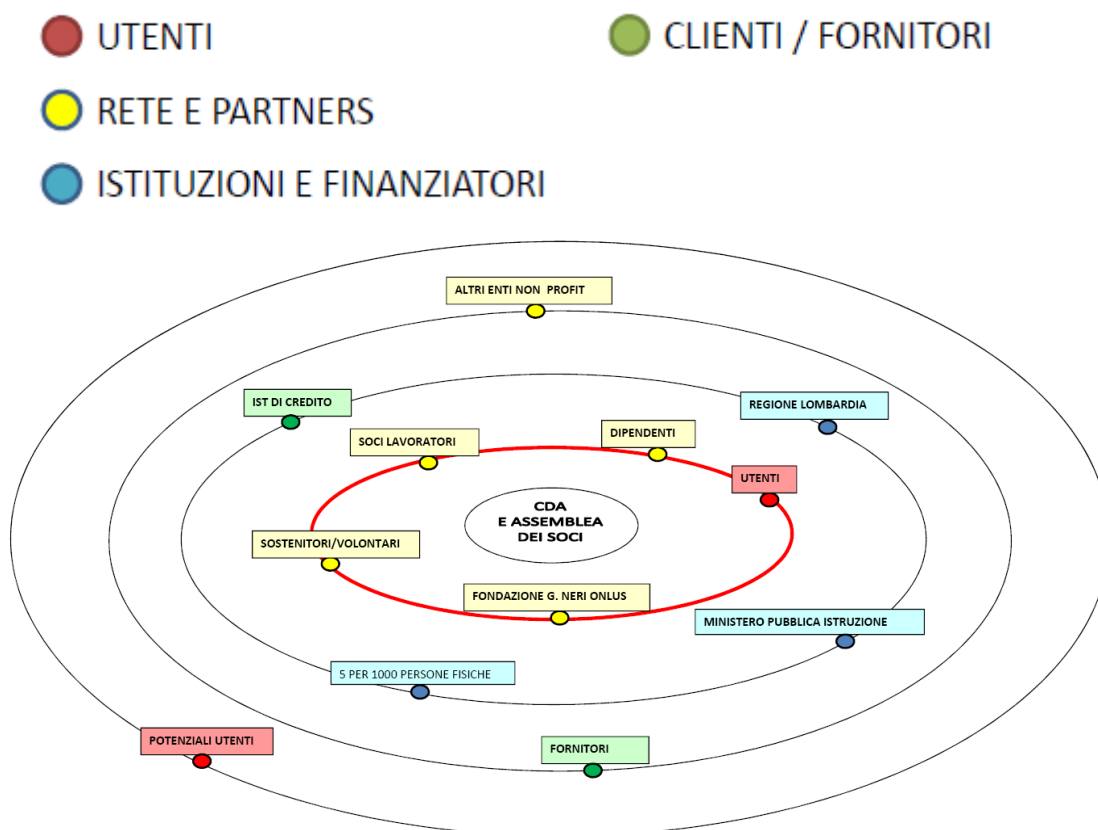 UTENTI
CLIENTI / FORNITORI
RETE E PARTNERS
ISTITUZIONI E FINANZIATORI
ALTRI ENTI NON PROFIT
IST DI CREDITO
REGIONE LOMBARDIA
SOCI LAVORATORI
DIPENDENTI
UTENTI
CDA
E ASSEMBLEA
DEI SOCI
SOSTENITORI/VOLONTARI
FONDAZIONE G. NERI ONLUS
MINISTERO PUBBLICA ISTRUZIONE
5 PER 1000 PERSONE FISICHE
POTENZIALI UTENTI
FORNITORI